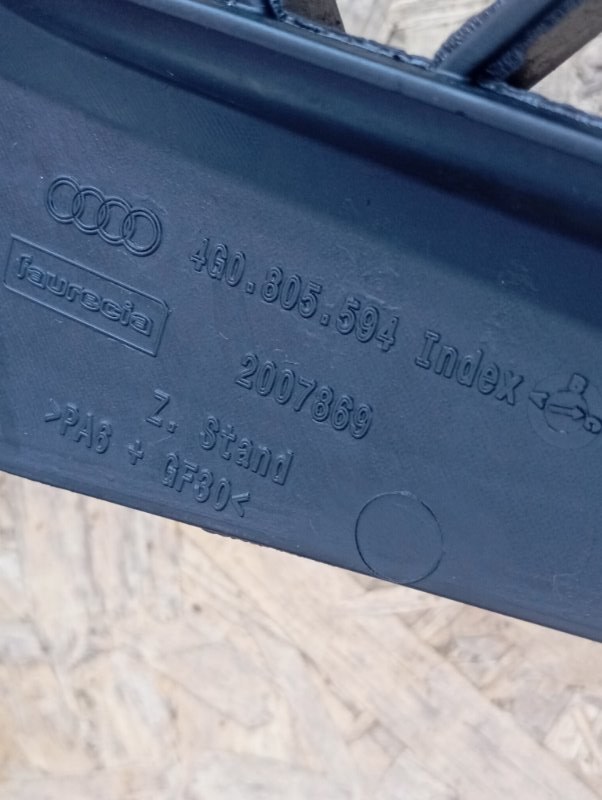 4G0.805.594 Index
A B C
faurecia
2007869
Z. Stand
>PA6 + GF30<